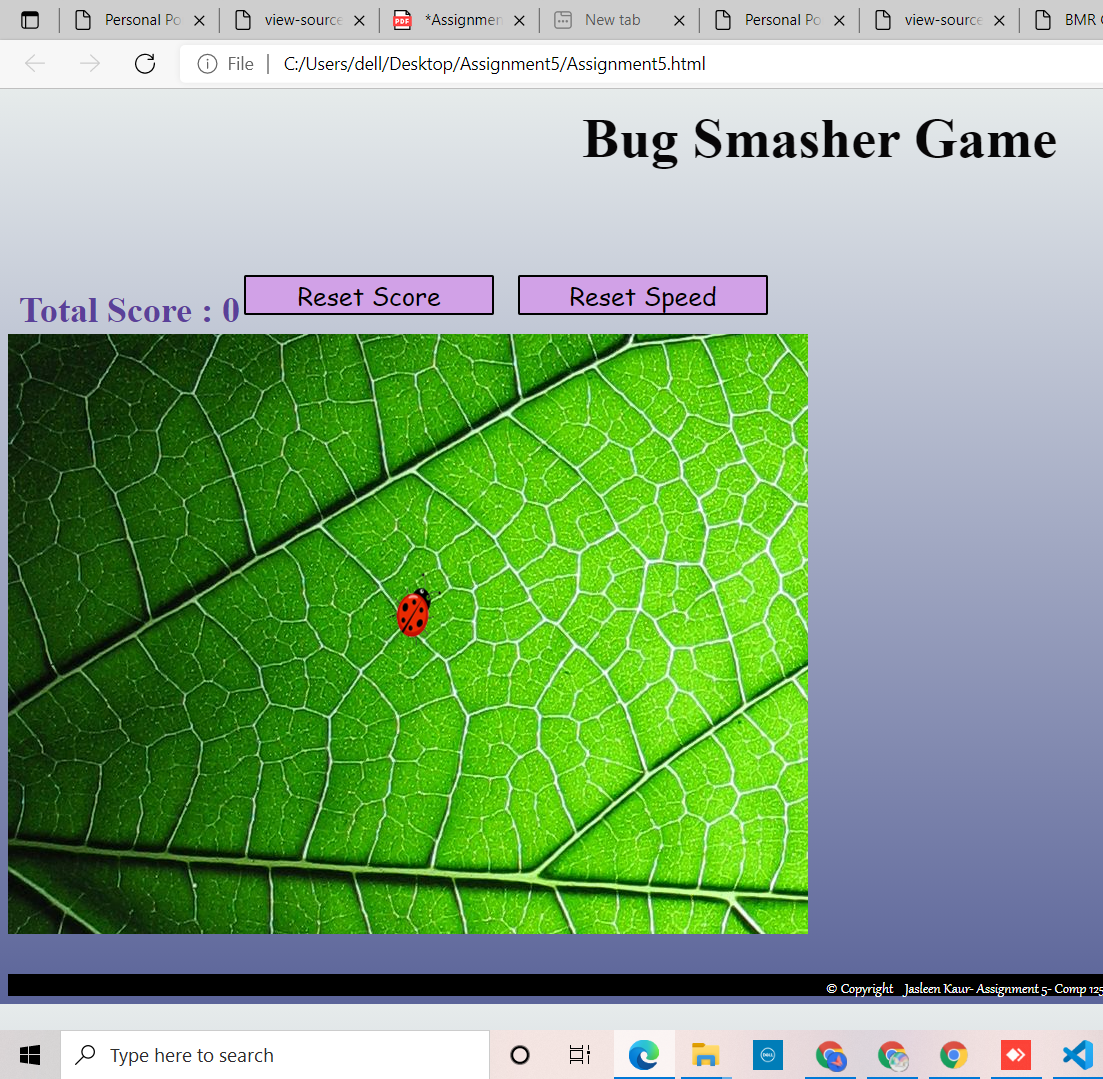 Personal Po view-source *Assignmen New tab Personal Po view-source BMR
File C:/Users/dell/Desktop/Assignment5/Assignment5.html
Bug Smasher Game
Total Score : 0 Reset Score Reset Speed
© Copyright Jasleen Kaur- Assignment 5- Comp 125
Type here to search